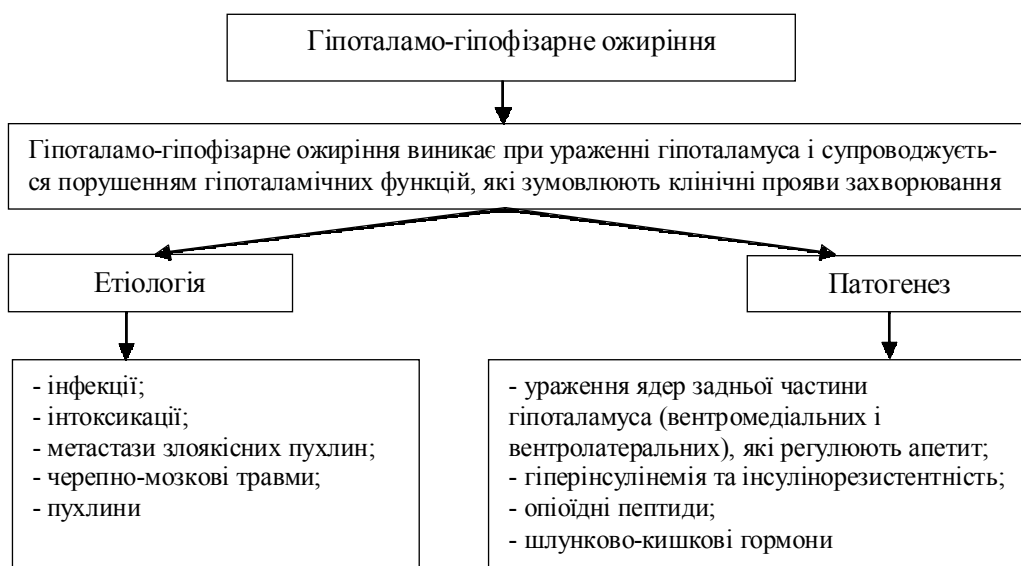 Гіпоталамо-гіпофізарне ожиріння
Гіпоталамо-гіпофізарне ожиріння виникає при ураженні гіпоталамуса і супроводжуєть-
ся порушенням гіпоталамічних функцій, які зумовлюють клінічні прояви захворювання
Етіологія
Патогенез
- інфекції;
- інтоксикації;
- метастази злоякісних пухлин;
- черепно-мозкові травми;
- пухлини
- ураження ядер задньої частини
гіпоталамуса (вентромедіальних і
вентролатеральних), які регулюють апетит;
- гіперінсулінемія та інсулінорезистентність;
- опіоїдні пептиди;
- шлунково-кишкові гормони